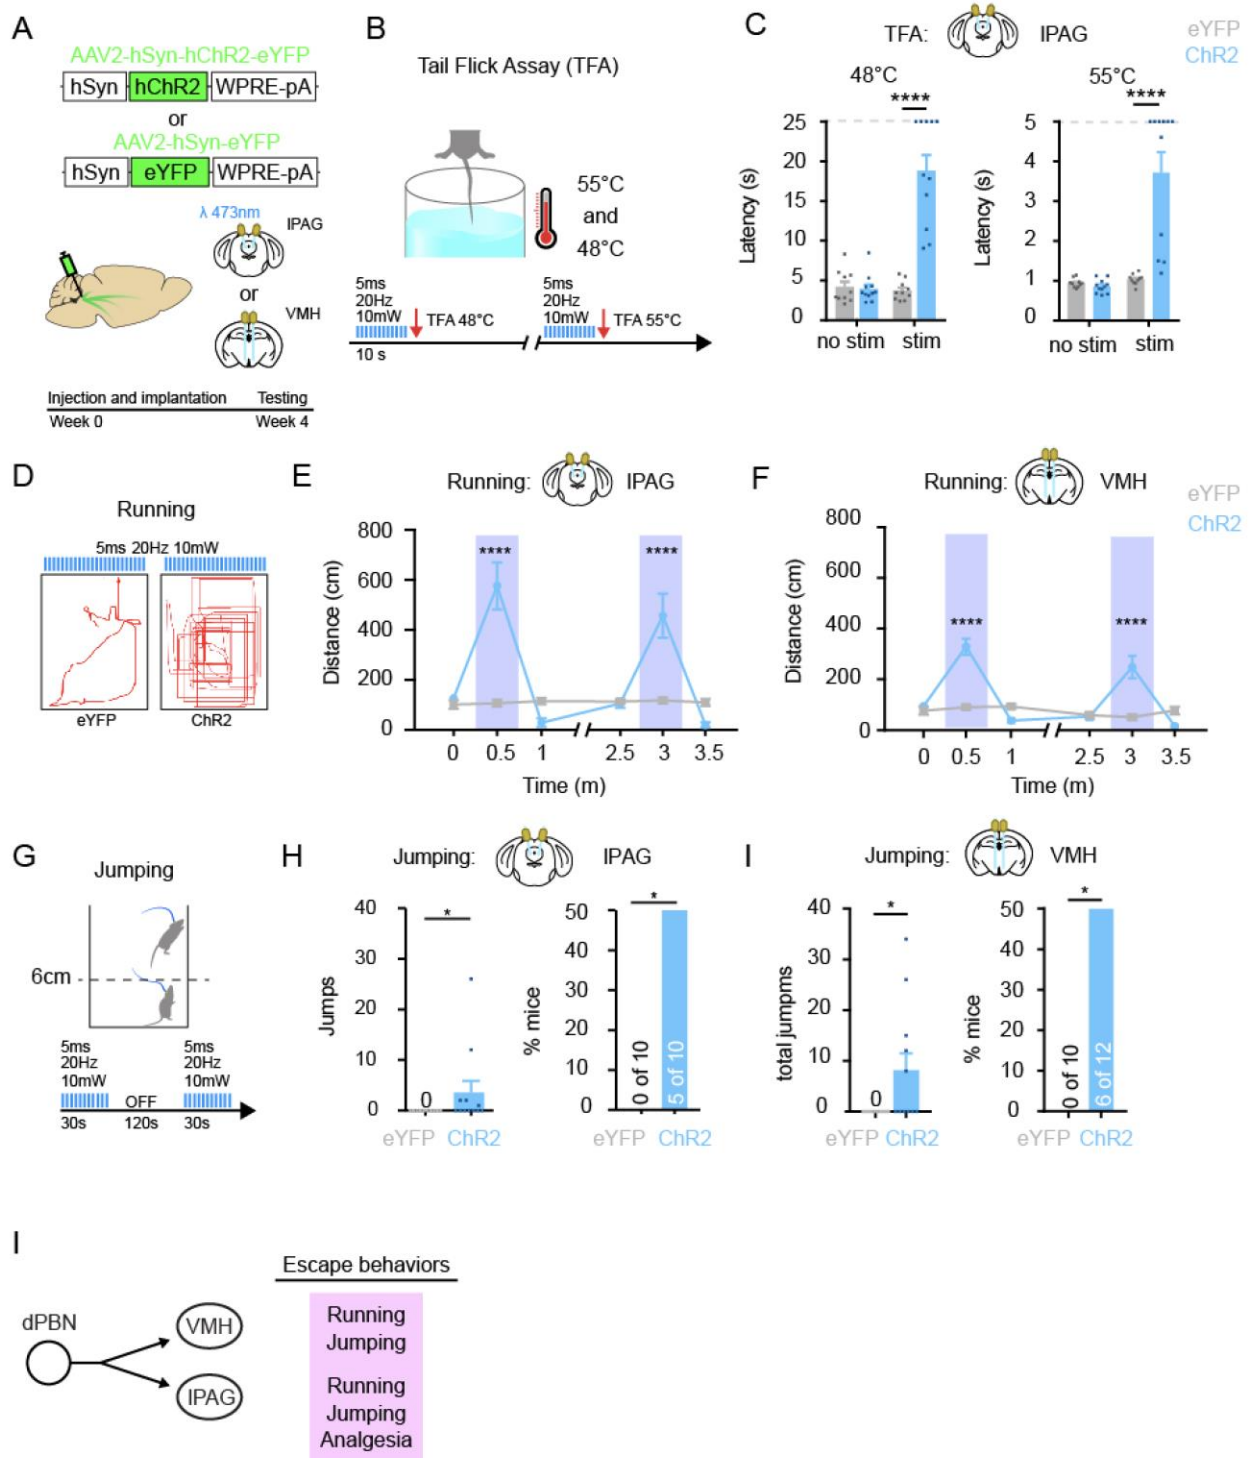 A
AAV2-hSyn-hChR2-eYFP
hSyn hChR2 WPRE-pA
or
AAV2-hSyn-eYFP
hSyn eYFP WPRE-pA
λ 473nm
lPAG
or
VMH
Injection and implantation Testing
Week 0 Week 4
B
Tail Flick Assay (TFA)
55°C
and
48°C
5ms
20Hz
10mW
TFA 48°C
10 s
5ms
20Hz
10mW
TFA 55°C
C
TFA: lPAG
eYFP
ChR2
48°C
****
Latency (s)
25
20
15
10
5
0
no stim stim
55°C
****
Latency (s)
5
4
3
2
1
0
no stim stim
D
Running
5ms 20Hz 10mW
eYFP ChR2
E
Running: lPAG
Distance (cm)
800
600
400
200
0
**** ****
0 0.5 1 2.5 3 3.5
Time (m)
F
Running: VMH
eYFP
ChR2
Distance (cm)
800
600
400
200
0
**** ****
0 0.5 1 2.5 3 3.5
Time (m)
G
Jumping
6cm
5ms
20Hz
10mW
5ms
20Hz
10mW
OFF
30s 120s 30s
H
Jumping: lPAG
Jumps
40
30
20
10
0
*
0
eYFP ChR2
% mice
50
40
30
20
10
0
*
0 of 10
5 of 10
eYFP ChR2
I
Jumping: VMH
total jumpms
40
30
20
10
0
*
0
eYFP ChR2
% mice
50
40
30
20
10
0
*
0 of 10
6 of 12
eYFP ChR2
I
Escape behaviors
dPBN
VMH
lPAG
Running
Jumping
Running
Jumping
Analgesia